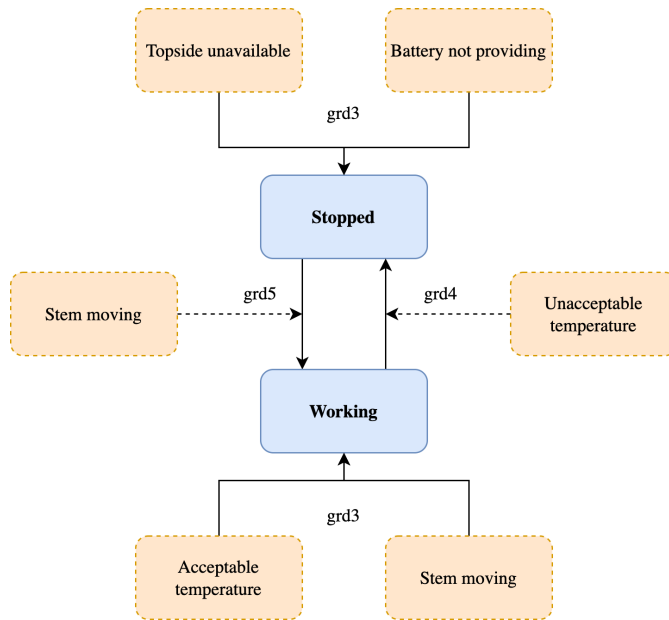 Topside unavailable
Battery not providing
grd3
Stopped
Stem moving
grd5
grd4
Unacceptable
temperature
Working
grd3
Acceptable
temperature
Stem moving